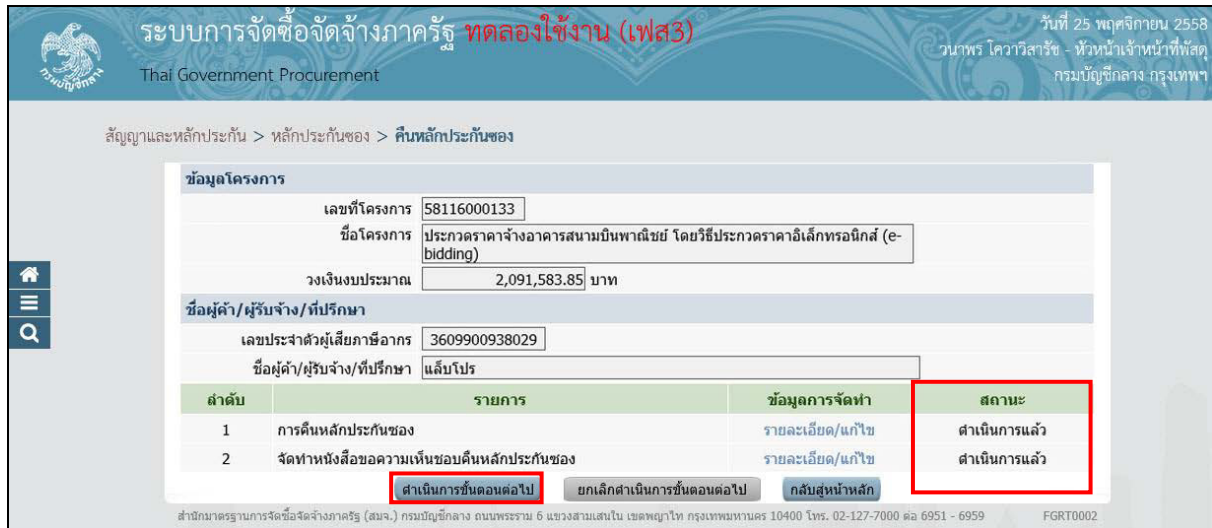 ระบบการจัดซื้อจัดจ้างภาครัฐ ทดลองใช้งาน (เฟส3)
Thai Government Procurement
วันที่ 25 พฤศจิกายน 2558
วนาพร โควาวิสารัช - หัวหน้าเจ้าหน้าที่พัสดุ
กรมบัญชีกลาง กรุงเทพฯ
สัญญาและหลักประกัน > หลักประกันซอง > คืนหลักประกันซอง
ข้อมูลโครงการ
เลขที่โครงการ 58116000133
ชื่อโครงการ ประกวดราคาจ้างอาคารสนามบินพาณิชย์ โดยวิธีประกวดราคาอิเล็กทรอนิกส์ (e-
bidding)
วงเงินงบประมาณ 2,091,583.85 บาท
ชื่อผู้ค้า/ผู้รับจ้าง/ที่ปรึกษา
เลขประจำตัวผู้เสียภาษีอากร 3609900938029
ชื่อผู้ค้า/ผู้รับจ้าง/ที่ปรึกษา แล็บโปร
ลำดับ รายการ ข้อมูลการจัดทำ สถานะ
1 การคืนหลักประกันซอง รายละเอียด/แก้ไข ดำเนินการแล้ว
2 จัดทำหนังสือขอความเห็นชอบคืนหลักประกันซอง รายละเอียด/แก้ไข ดำเนินการแล้ว
ดำเนินการขั้นตอนต่อไป ยกเลิกดำเนินการขั้นตอนต่อไป กลับสู่หน้าหลัก
สำนักมาตรฐานการจัดซื้อจัดจ้างภาครัฐ (สมจ.) กรมบัญชีกลาง ถนนพระราม 6 แขวงสามเสนใน เขตพญาไท กรุงเทพมหานคร 10400 โทร. 02-127-7000 ต่อ 6951 - 6959 FGRT0002